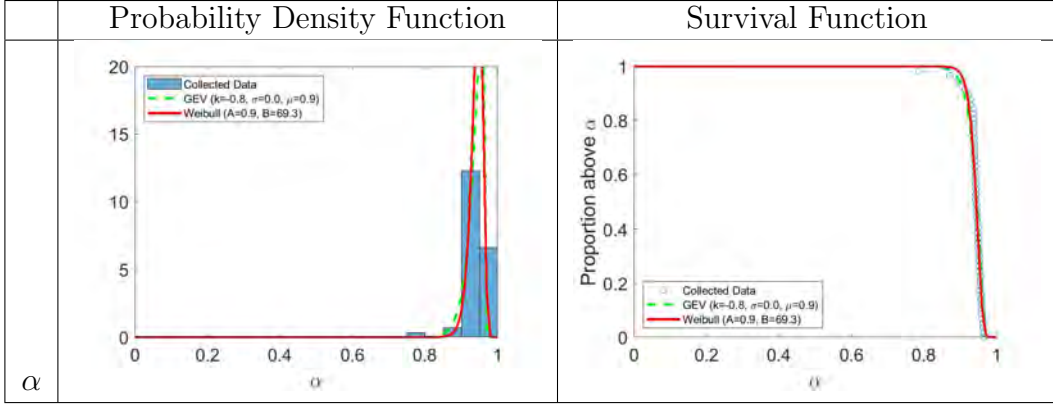 Probability Density Function
Survival Function
20
15
10
5
0
0
0.2
0.4
0.6
0.8
1
α
Collected Data
GEV (k=-0.8, σ=0.0, μ=0.9)
Weibull (A=0.9, B=69.3)
Proportion above α
1
0.8
0.6
0.4
0.2
0
0
0.2
0.4
0.6
0.8
1
α
Collected Data
GEV (k=-0.8, σ=0.0, μ=0.9)
Weibull (A=0.9, B=69.3)
α